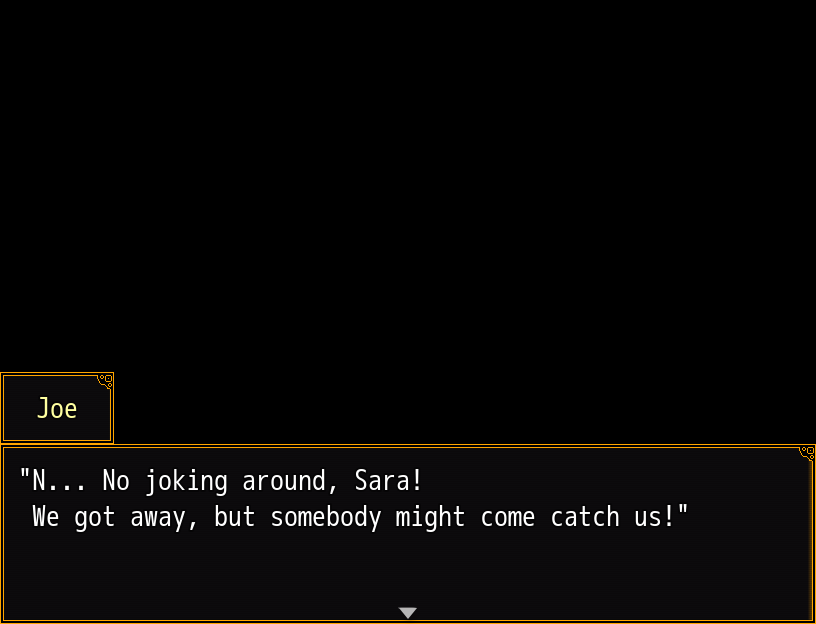 Joe
"N... No joking around, Sara!
We got away, but somebody might come catch us!"